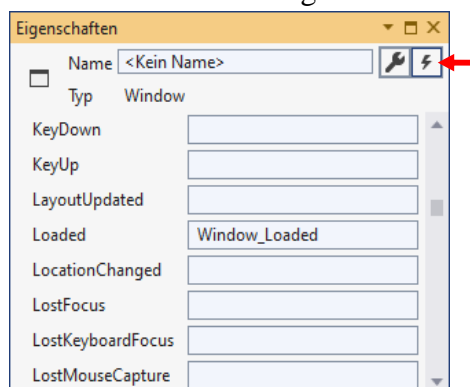 Eigenschaften
Name <Kein Name>
Typ Window
KeyDown
KeyUp
LayoutUpdated
Loaded Window_Loaded
LocationChanged
LostFocus
LostKeyboardFocus
LostMouseCapture